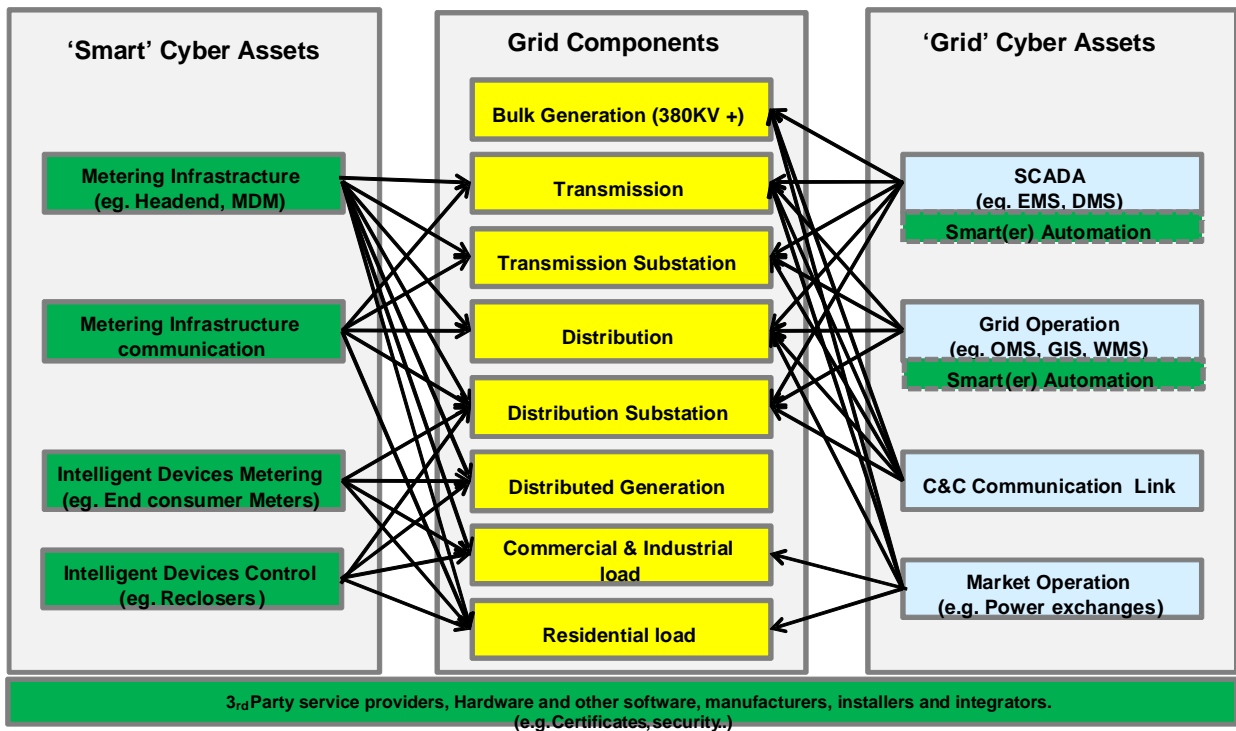 ‘Smart’ Cyber Assets
Metering Infrastracture
(eg. Headend, MDM)
Metering Infrastructure
communication
Intelligent Devices Metering
(eg. End consumer Meters)
Intelligent Devices Control
(eg. Reclosers)
Grid Components
Bulk Generation (380KV +)
Transmission
Transmission Substation
Distribution
Distribution Substation
Distributed Generation
Commercial & Industrial
load
Residential load
‘Grid’ Cyber Assets
SCADA
(eg. EMS, DMS)
Smart(er) Automation
Grid Operation
(eg. OMS, GIS, WMS)
Smart(er) Automation
C&C Communication Link
Market Operation
(e.g. Power exchanges)
3rd Party service providers, Hardware and other software, manufacturers, installers and integrators.
(e.g.Certificates,security..)